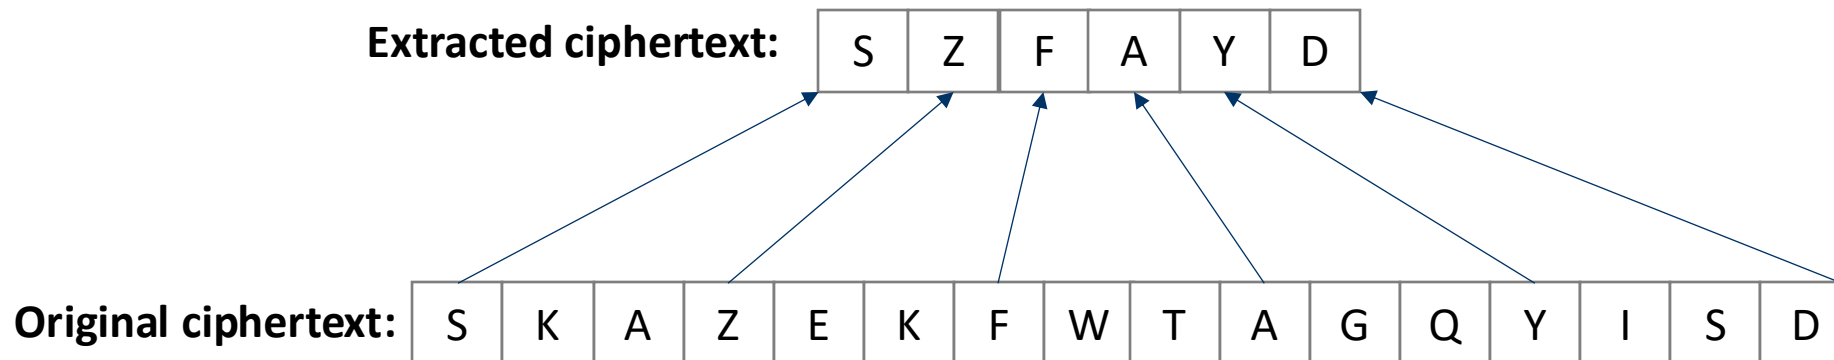 Extracted ciphertext: S Z F A Y D
Original ciphertext: S K A Z E K F W T A G Q Y I S D